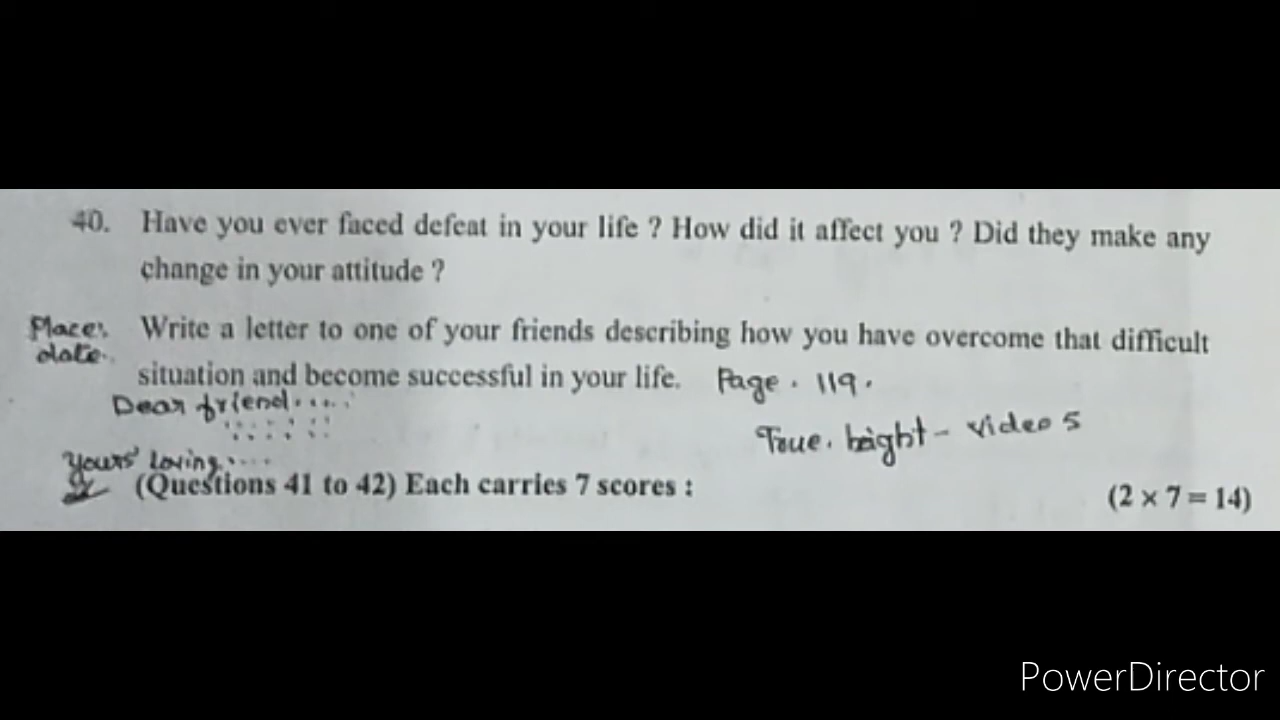 40. Have you ever faced defeat in your life ? How did it affect you ? Did they make any
change in your attitude ?
Place: Write a letter to one of your friends describing how you have overcome that difficult
date..
situation and become successful in your life. Page . 119 .
Dear friend.....
True. height - video 5
Yours' loving.....
(Questions 41 to 42) Each carries 7 scores : (2 × 7 = 14)
PowerDirector